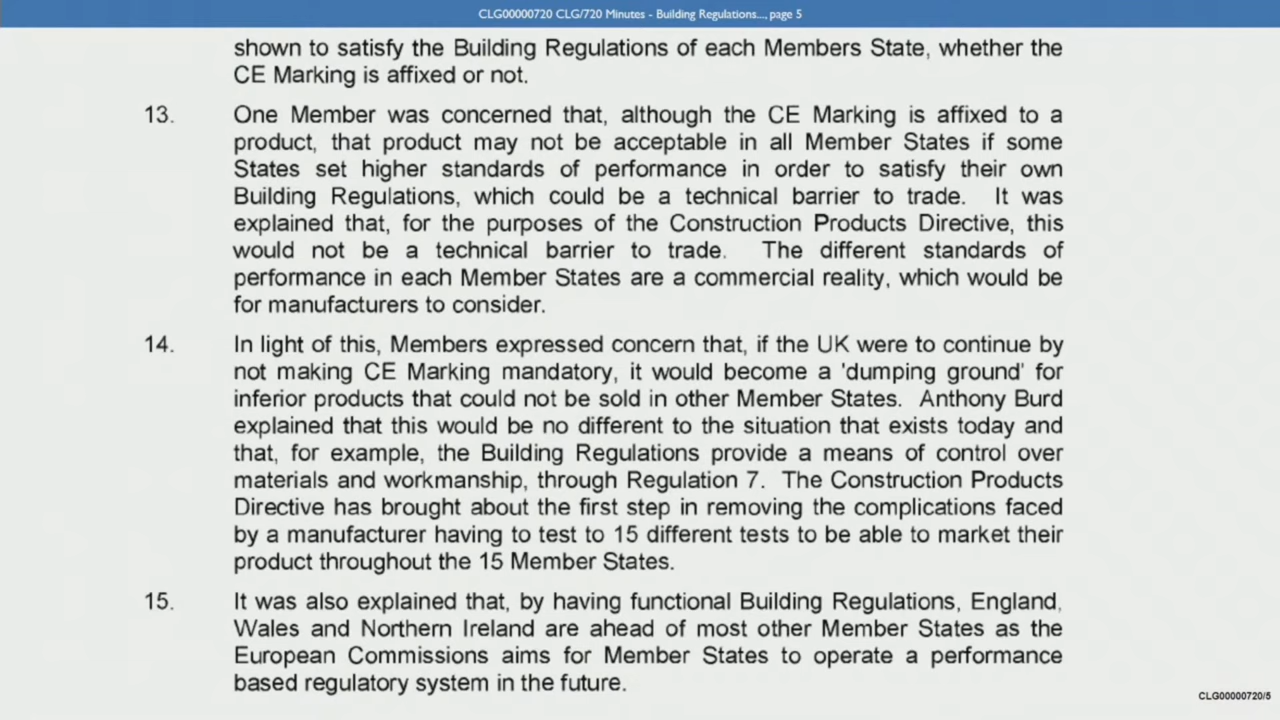 CLG00000720 CLG/720 Minutes - Building Regulations..., page 5
shown to satisfy the Building Regulations of each Members State, whether the
CE Marking is affixed or not.
13. One Member was concerned that, although the CE Marking is affixed to a
product, that product may not be acceptable in all Member States if some
States set higher standards of performance in order to satisfy their own
Building Regulations, which could be a technical barrier to trade. It was
explained that, for the purposes of the Construction Products Directive, this
would not be a technical barrier to trade. The different standards of
performance in each Member States are a commercial reality, which would be
for manufacturers to consider.
14. In light of this, Members expressed concern that, if the UK were to continue by
not making CE Marking mandatory, it would become a 'dumping ground' for
inferior products that could not be sold in other Member States. Anthony Burd
explained that this would be no different to the situation that exists today and
that, for example, the Building Regulations provide a means of control over
materials and workmanship, through Regulation 7. The Construction Products
Directive has brought about the first step in removing the complications faced
by a manufacturer having to test to 15 different tests to be able to market their
product throughout the 15 Member States.
15. It was also explained that, by having functional Building Regulations, England,
Wales and Northern Ireland are ahead of most other Member States as the
European Commissions aims for Member States to operate a performance
based regulatory system in the future.
CLG00000720/5